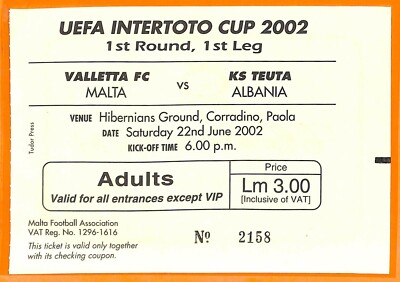 UEFA INTERTOTO CUP 2002
1st Round, 1st Leg
VALLETTA FC vs KS TEUTA
MALTA ALBANIA
VENUE Hibernians Ground, Corradino, Paola
DATE Saturday 22nd June 2002
KICK-OFF TIME 6.00 p.m.
Tudor Press
Adults
Valid for all entrances except VIP
Price
Lm 3.00
[Inclusive of VAT]
Malta Football Association
VAT Reg. No. 1296-1616
This ticket is valid only together
with its checking coupon.
Nº 2158